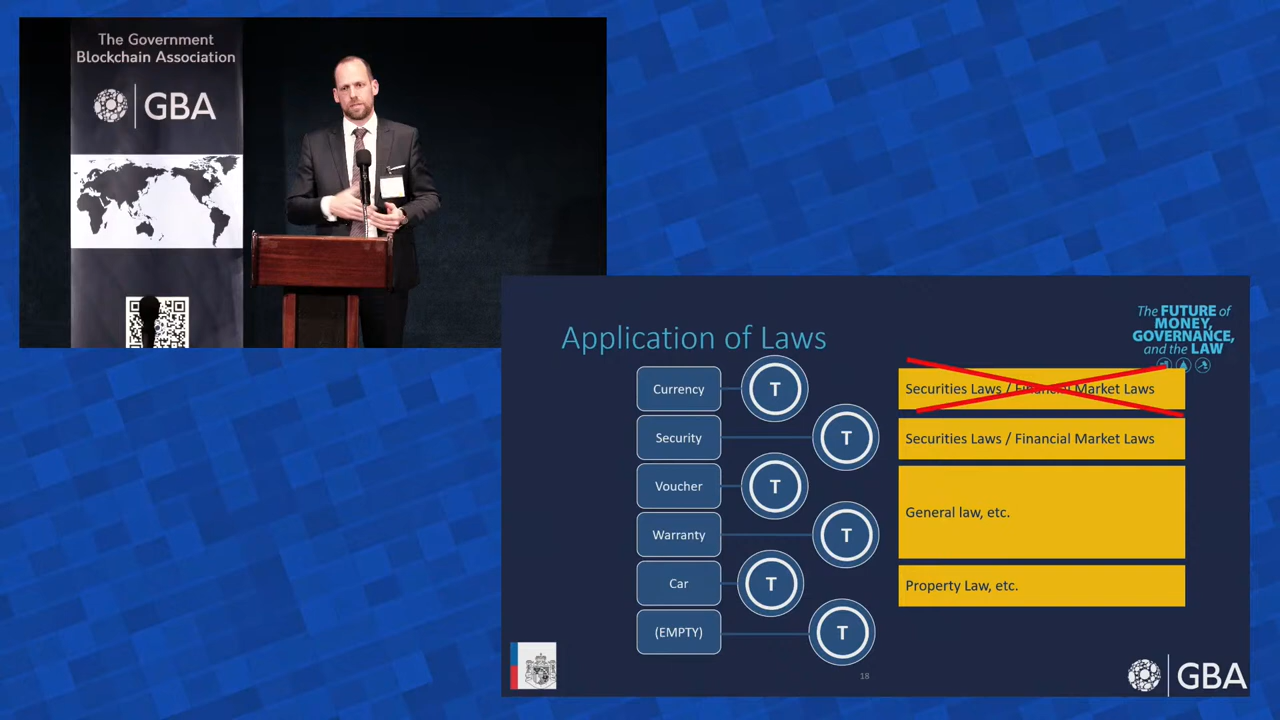 The Government
Blockchain Association
GBA
Application of Laws
The FUTURE of
MONEY,
GOVERNANCE,
and the LAW
Currency
T
Securities Laws / Financial Market Laws
Security
T
Securities Laws / Financial Market Laws
Voucher
T
General law, etc.
Warranty
T
Car
T
Property Law, etc.
(EMPTY)
T
18
GBA